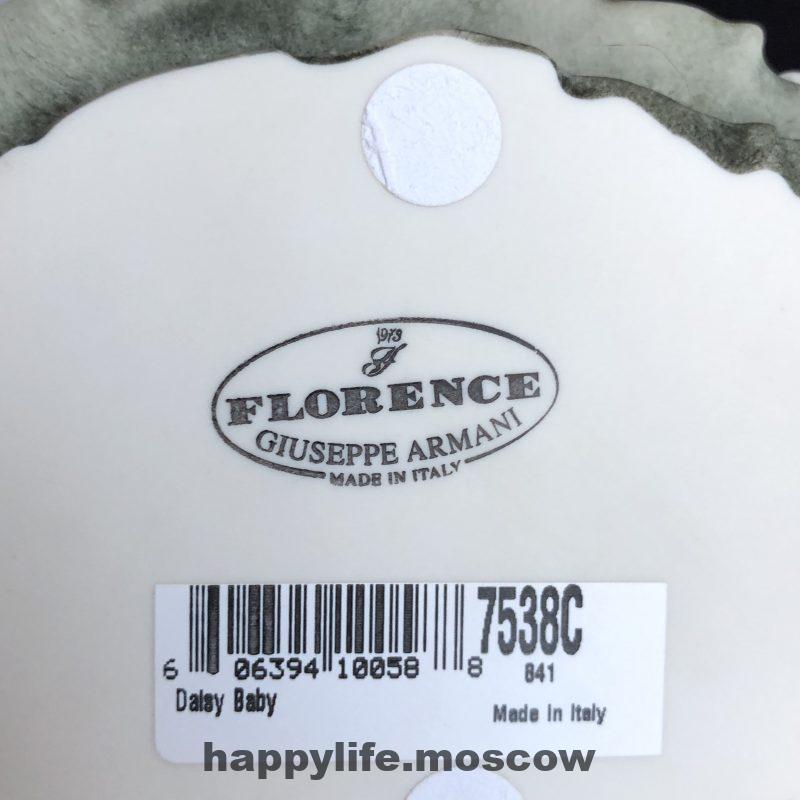 1973
FLORENCE
GIUSEPPE ARMANI
MADE IN ITALY
7538C
6 06394 10058 8
841
Daisy Baby
Made In Italy
happylife.moscow